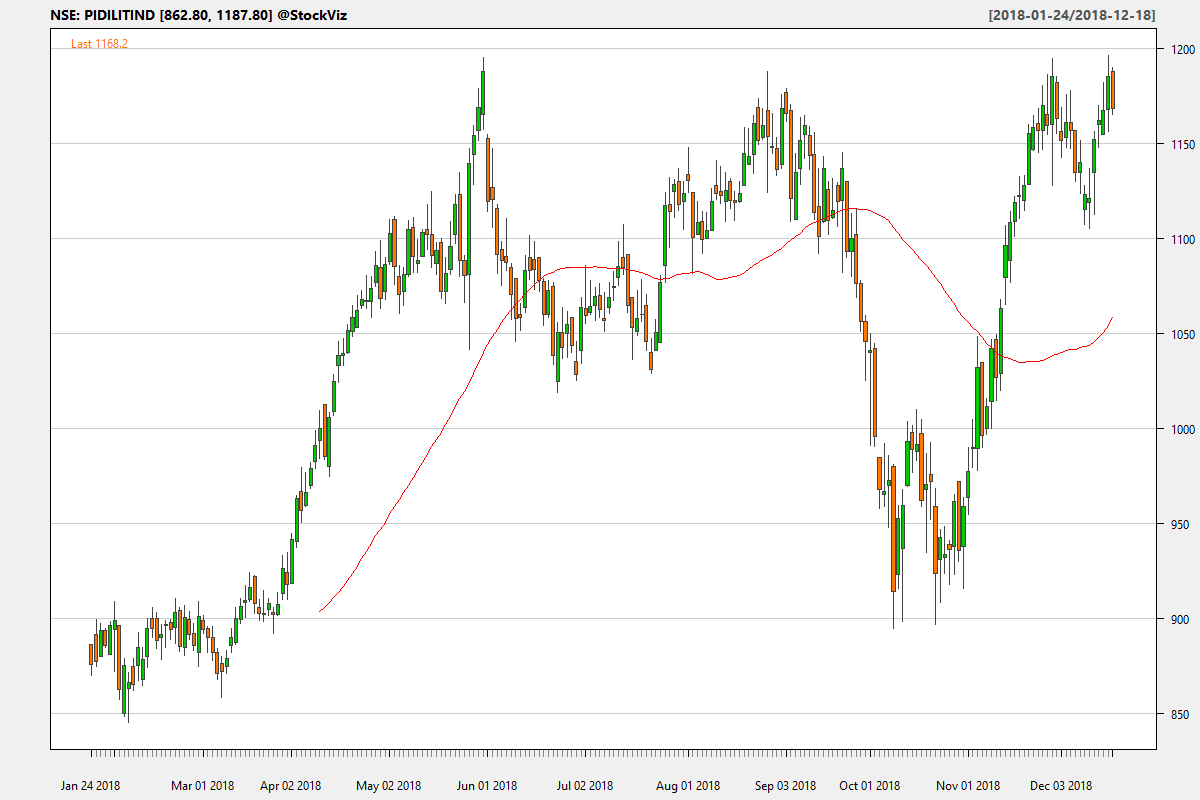 NSE: PIDILITIND [862.80, 1187.80] @StockViz [2018-01-24/2018-12-18]
Last 1168.2
1200
1150
1100
1050
1000
950
900
850
Jan 24 2018 Mar 01 2018 Apr 02 2018 May 02 2018 Jun 01 2018 Jul 02 2018 Aug 01 2018 Sep 03 2018 Oct 01 2018 Nov 01 2018 Dec 03 2018